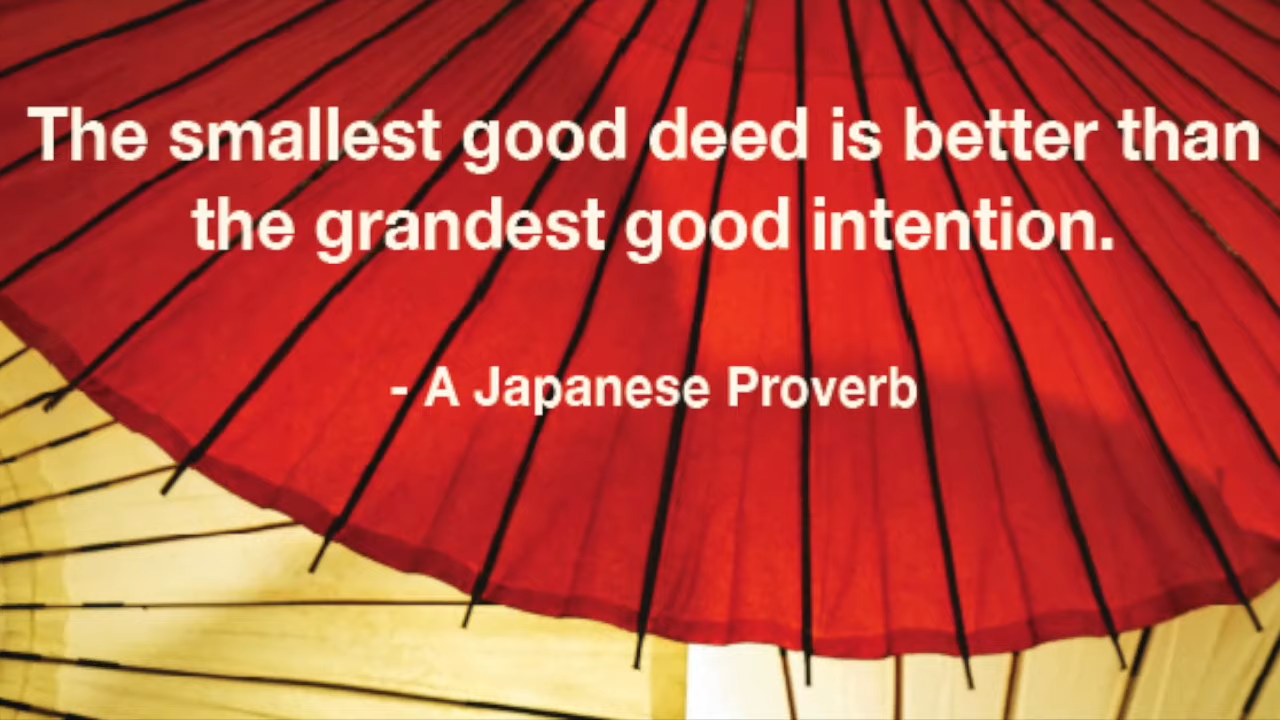 The smallest good deed is better than
the grandest good intention.
- A Japanese Proverb